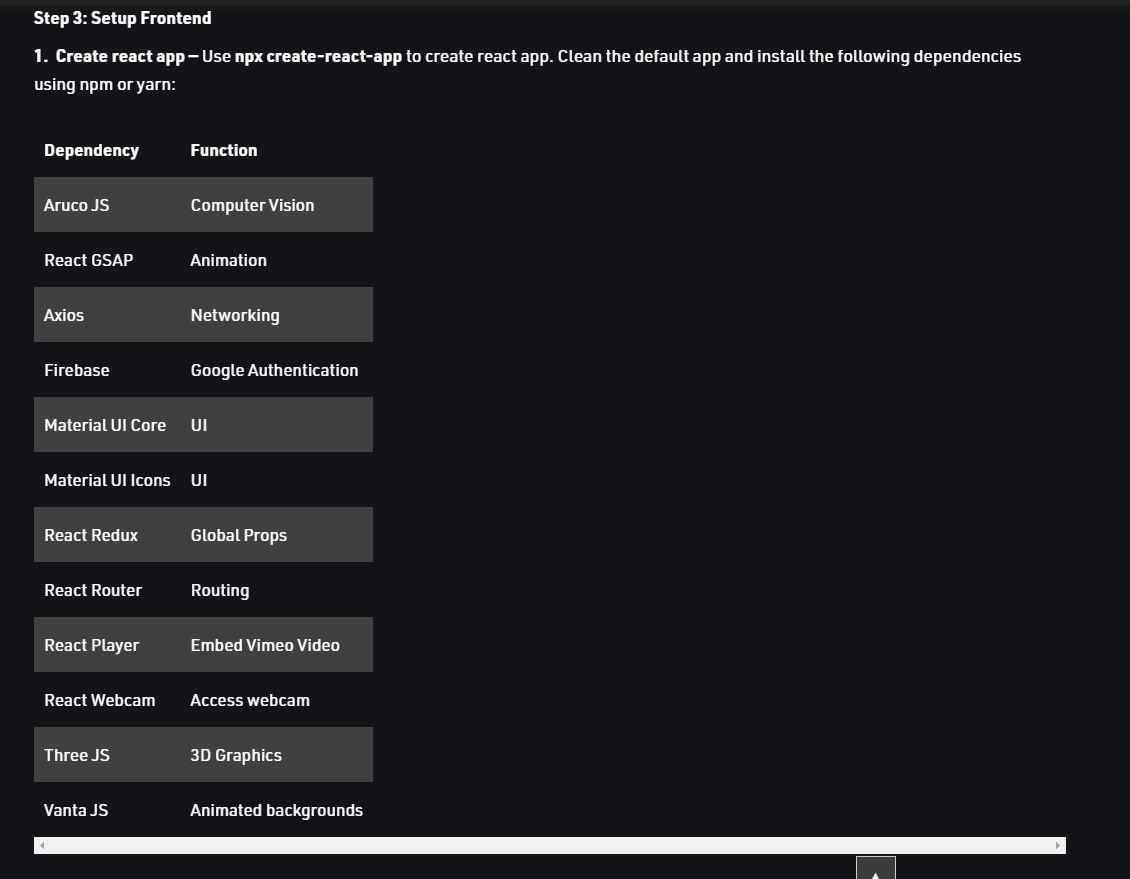 Step 3: Setup Frontend
1. Create react app – Use npx create-react-app to create react app. Clean the default app and install the following dependencies
using npm or yarn:
Dependency Function
Aruco JS Computer Vision
React GSAP Animation
Axios Networking
Firebase Google Authentication
Material UI Core UI
Material UI Icons UI
React Redux Global Props
React Router Routing
React Player Embed Vimeo Video
React Webcam Access webcam
Three JS 3D Graphics
Vanta JS Animated backgrounds